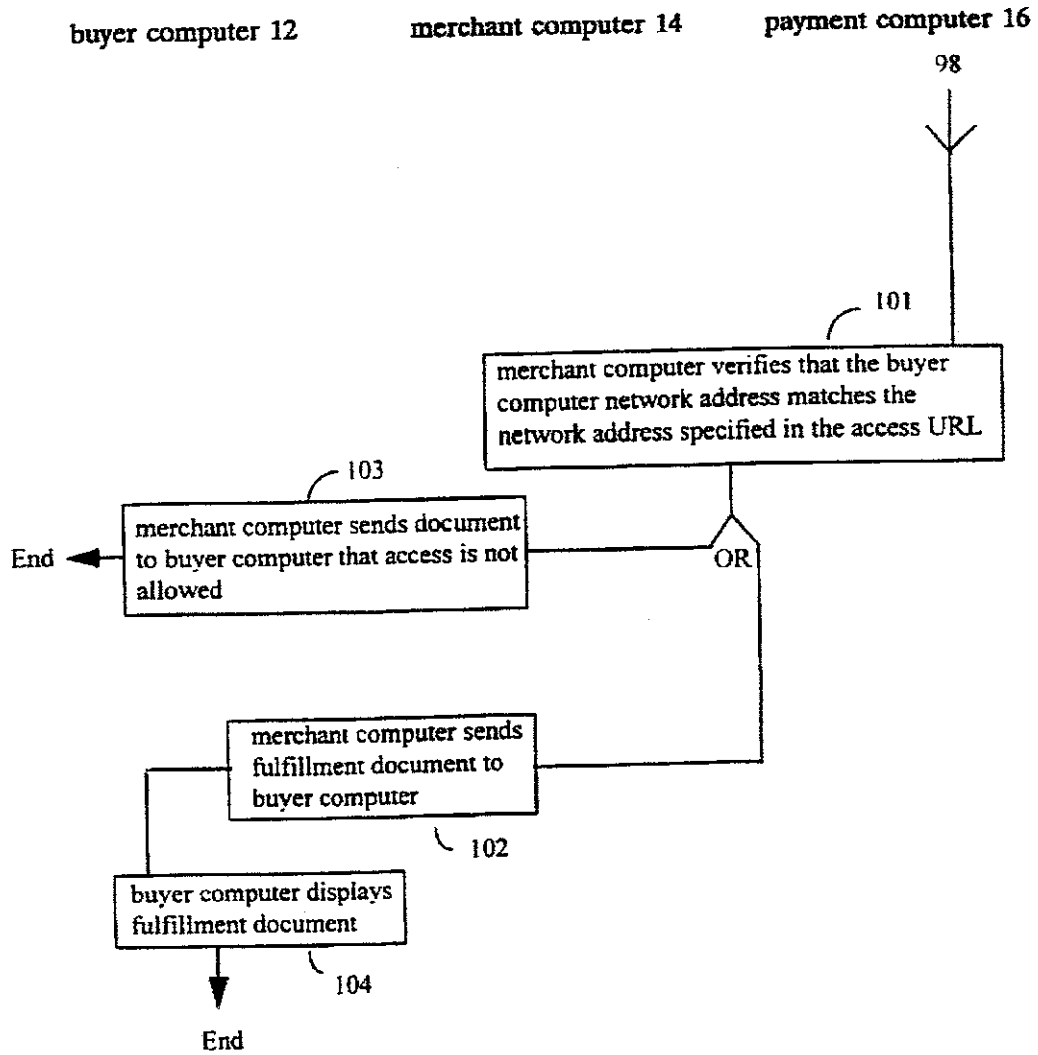 buyer computer 12 merchant computer 14 payment computer 16
98
101
merchant computer verifies that the buyer
computer network address matches the
network address specified in the access URL
103
merchant computer sends document
to buyer computer that access is not
allowed
End
OR
merchant computer sends
fulfillment document to
buyer computer
102
buyer computer displays
fulfillment document
104
End